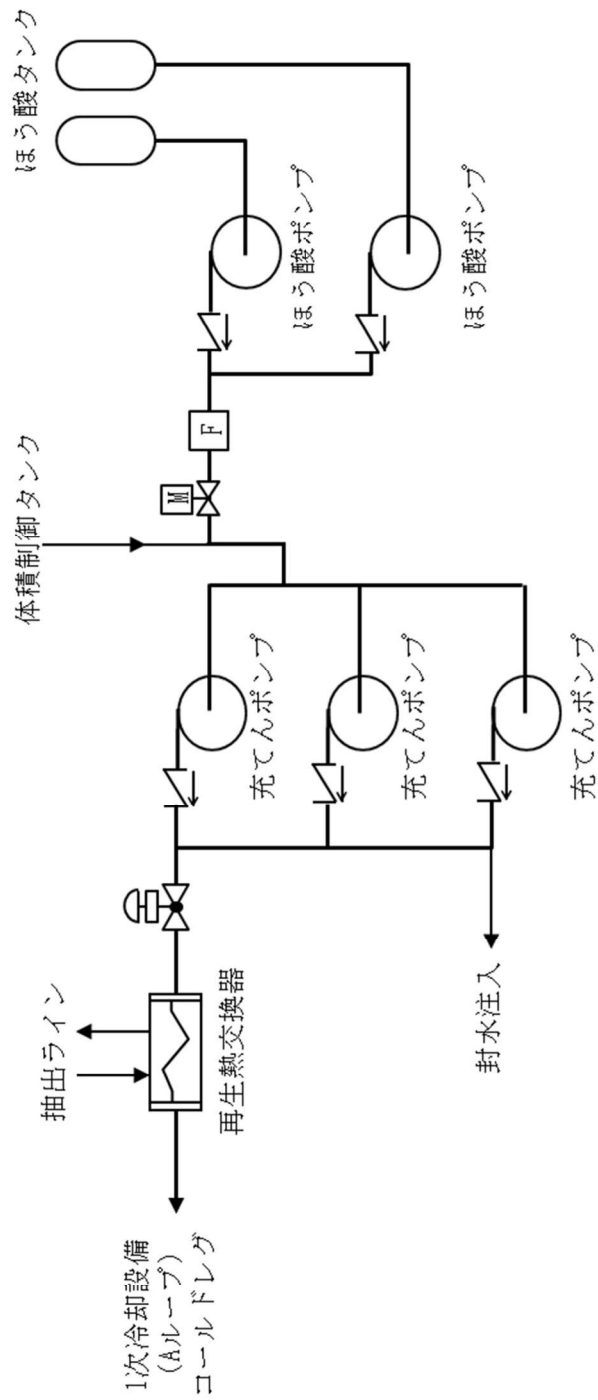 1次冷却設備
(Aループ)
コールドレグ
抽出ライン
再生熱交換器
封水注入
充てんポンプ
充てんポンプ
充てんポンプ
体積制御タンク
M
F
ほう酸ポンプ
ほう酸ポンプ
ほう酸タンク